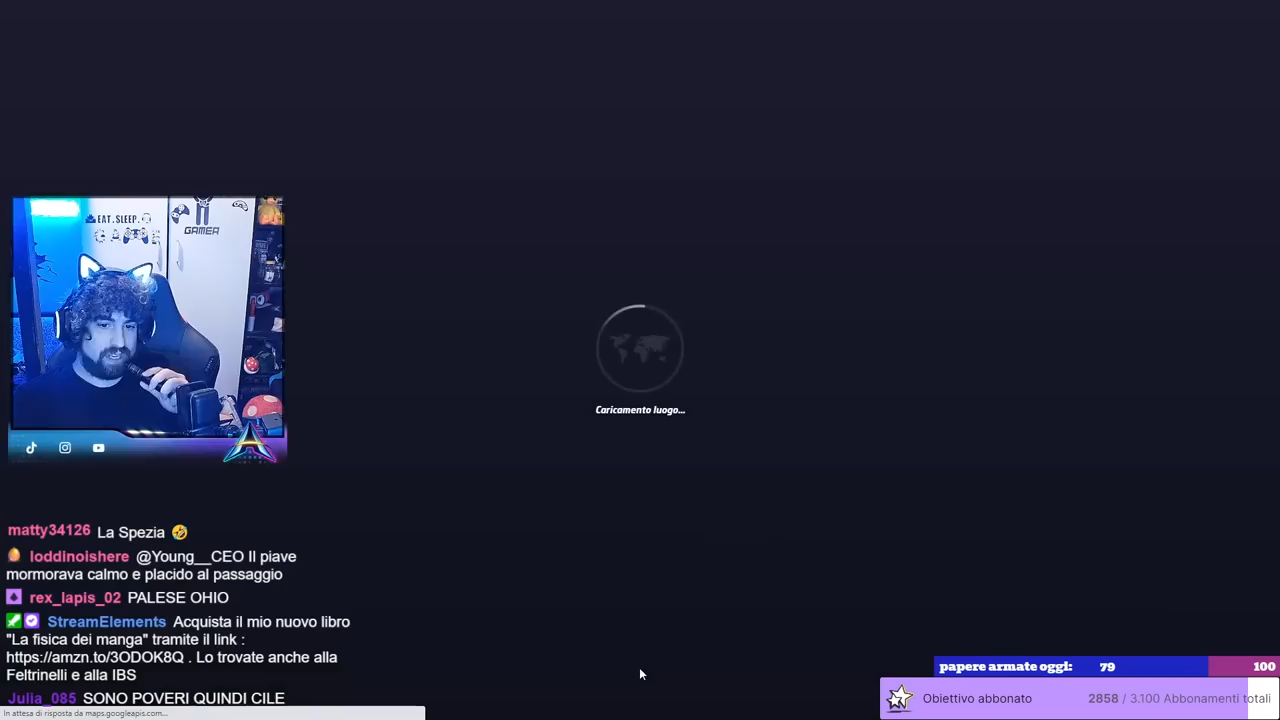 EAT.SLEEP.
GAME
GAMER
Caricamento luogo...
matty34126 La Spezia 🤣
loddinoishere @Young__CEO Il piave
mormorava calmo e placido al passaggio
rex_lapis_02 PALESE OHIO
StreamElements Acquista il mio nuovo libro
"La fisica dei manga" tramite il link :
https://amzn.to/3ODOK8Q . Lo trovate anche alla
Feltrinelli e alla IBS
Julia_085 SONO POVERI QUINDI CILE
In attesa di risposta da maps.googleapis.com...
papere armate oggi: 79 100
Obiettivo abbonato 2858 / 3.100 Abbonamenti totali